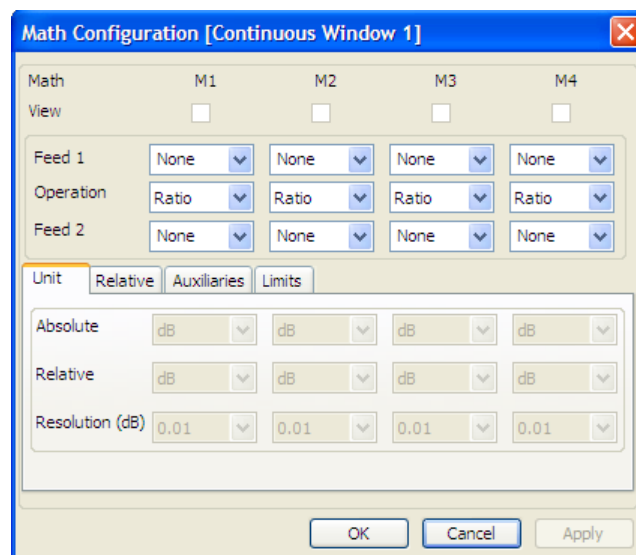 Math Configuration [Continuous Window 1]
Math M1 M2 M3 M4
View
Feed 1 None None None None
Operation Ratio Ratio Ratio Ratio
Feed 2 None None None None
Unit Relative Auxiliaries Limits
Absolute dB dB dB dB
Relative dB dB dB dB
Resolution (dB) 0.01 0.01 0.01 0.01
OK Cancel Apply